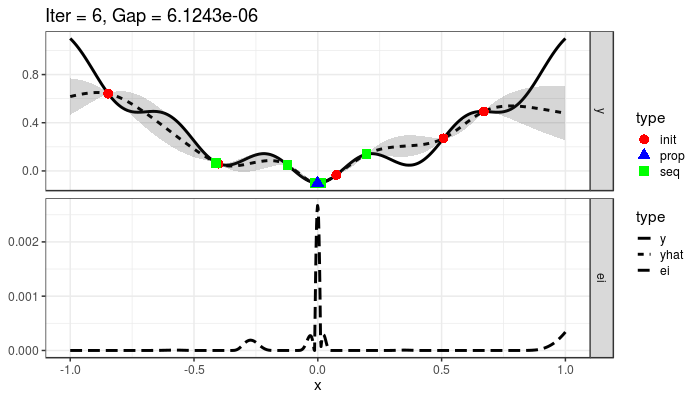 Iter = 6, Gap = 6.1243e-06
0.8
0.4
0.0
y
0.002
0.001
0.000
ei
-1.0 -0.5 0.0 0.5 1.0
x
type
init
prop
seq
type
y
yhat
ei